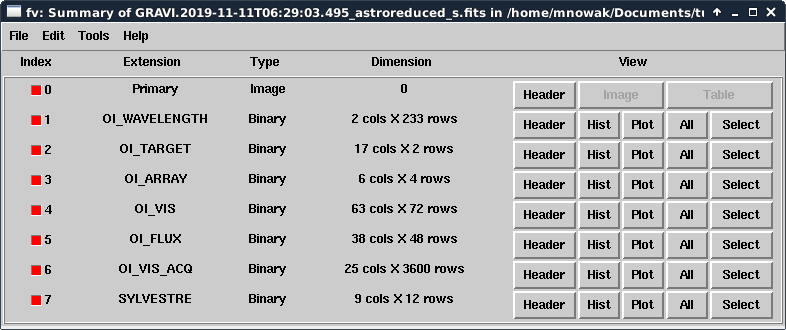 fv: Summary of GRAVI.2019-11-11T06:29:03.495_astroreduced_s.fits in /home/mnowak/Documents/tu
File Edit Tools Help
Index Extension Type Dimension View
0 Primary Image 0 Header Image Table
1 OI_WAVELENGTH Binary 2 cols X 233 rows Header Hist Plot All Select
2 OI_TARGET Binary 17 cols X 2 rows Header Hist Plot All Select
3 OI_ARRAY Binary 6 cols X 4 rows Header Hist Plot All Select
4 OI_VIS Binary 63 cols X 72 rows Header Hist Plot All Select
5 OI_FLUX Binary 38 cols X 48 rows Header Hist Plot All Select
6 OI_VIS_ACQ Binary 25 cols X 3600 rows Header Hist Plot All Select
7 SYLVESTRE Binary 9 cols X 12 rows Header Hist Plot All Select